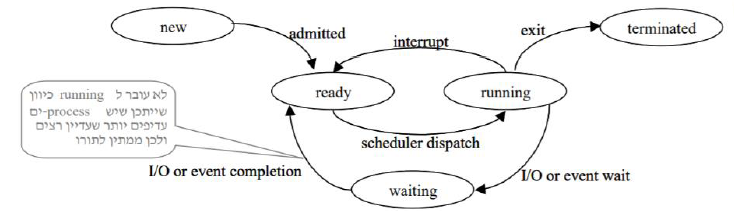 new
terminated
admitted
interrupt
exit
ready
running
לא עובר ל running כיוון
שייתכן שיש process-ים
עדיפים יותר שעדיין רצים
ולכן ממתין לתורו
scheduler dispatch
I/O or event completion
I/O or event wait
waiting